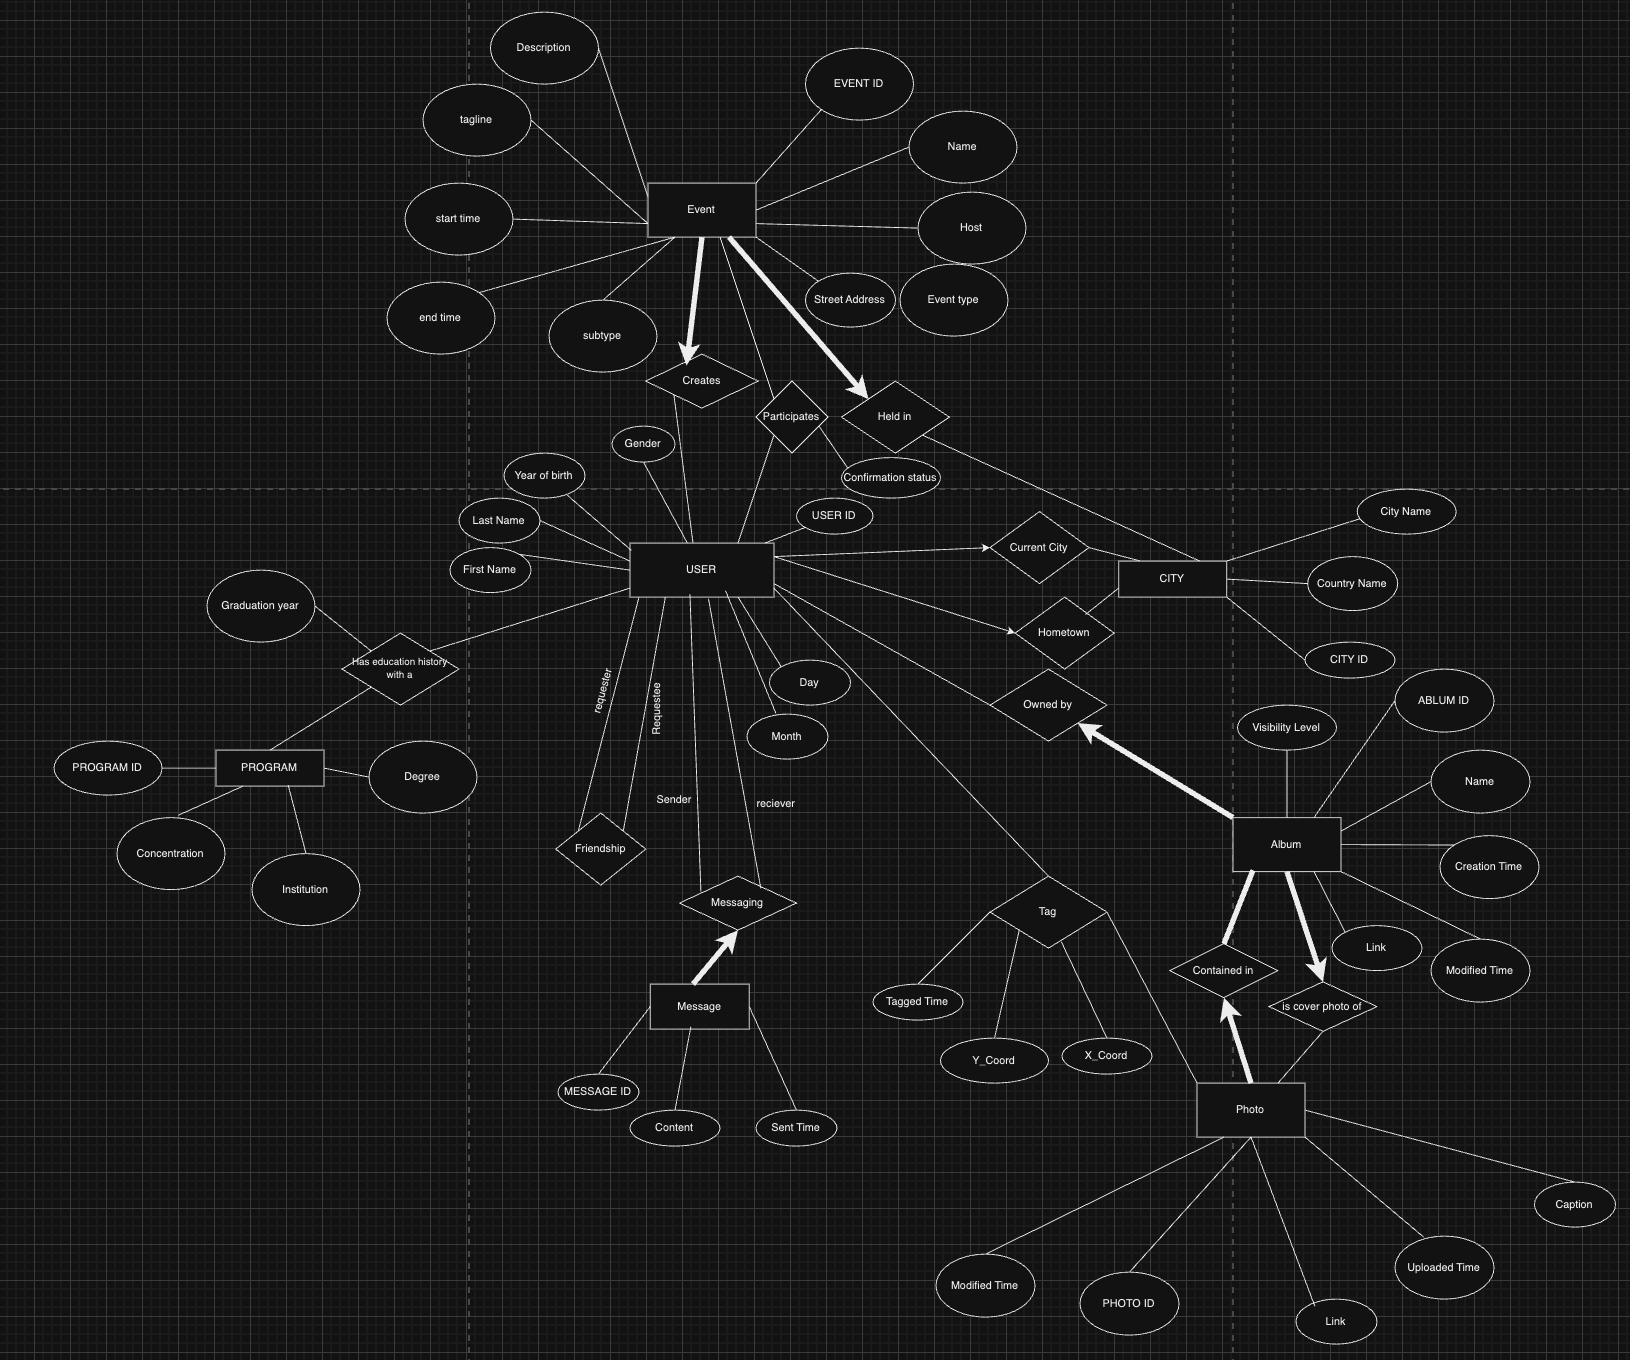 Description
EVENT ID
tagline
Name
Event
start time
Host
Street Address
Event type
end time
subtype
Creates
Participates
Held in
Gender
Year of birth
Confirmation status
Last Name
USER ID
City Name
First Name
USER
Current City
CITY
Country Name
Graduation year
Hometown
CITY ID
Has education history
with a
requester
Requestee
Day
Owned by
ABLUM ID
Visibility Level
Month
PROGRAM ID
PROGRAM
Degree
Name
Sender
reciever
Concentration
Friendship
Album
Creation Time
Institution
Messaging
Tag
Link
Contained in
Modified Time
Tagged Time
Message
is cover photo of
Y_Coord
X_Coord
MESSAGE ID
Content
Sent Time
Photo
Caption
Modified Time
PHOTO ID
Uploaded Time
Link